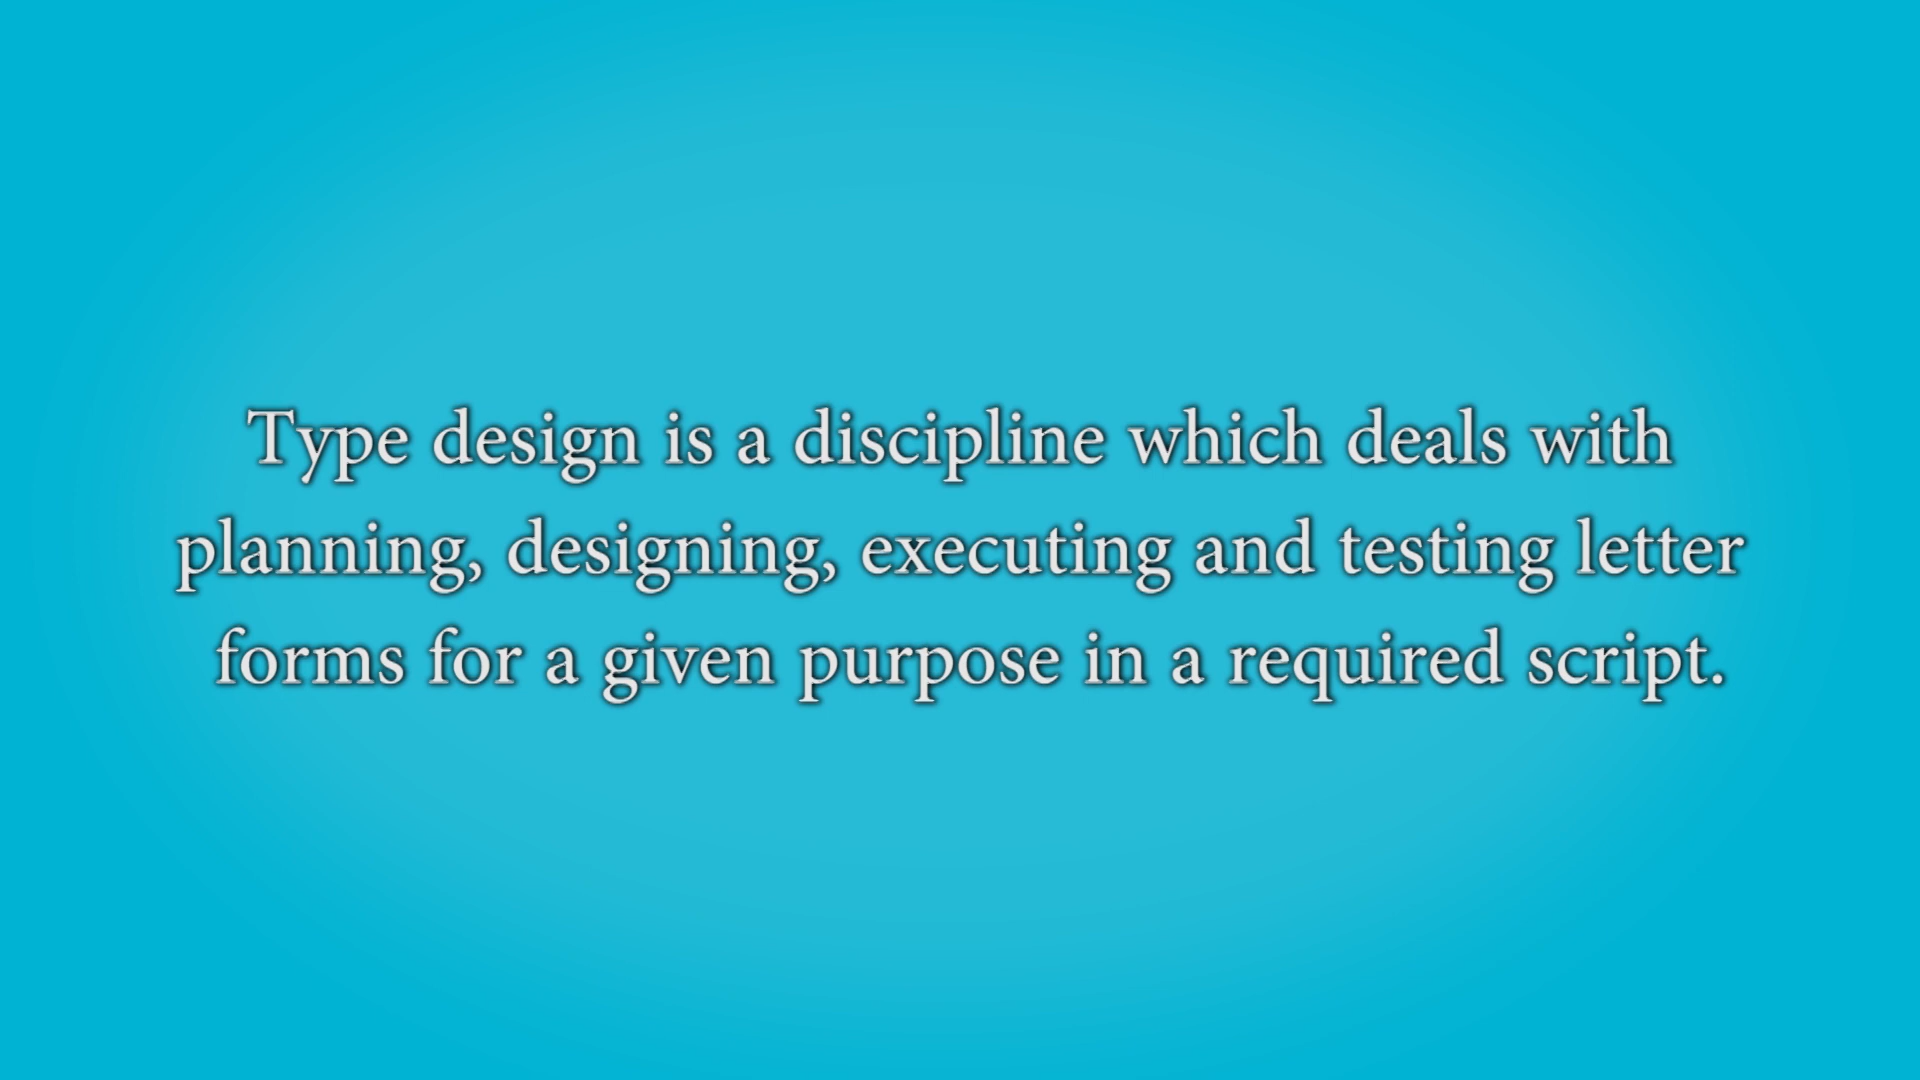 Type design is a discipline which deals with
planning, designing, executing and testing letter
forms for a given purpose in a required script.